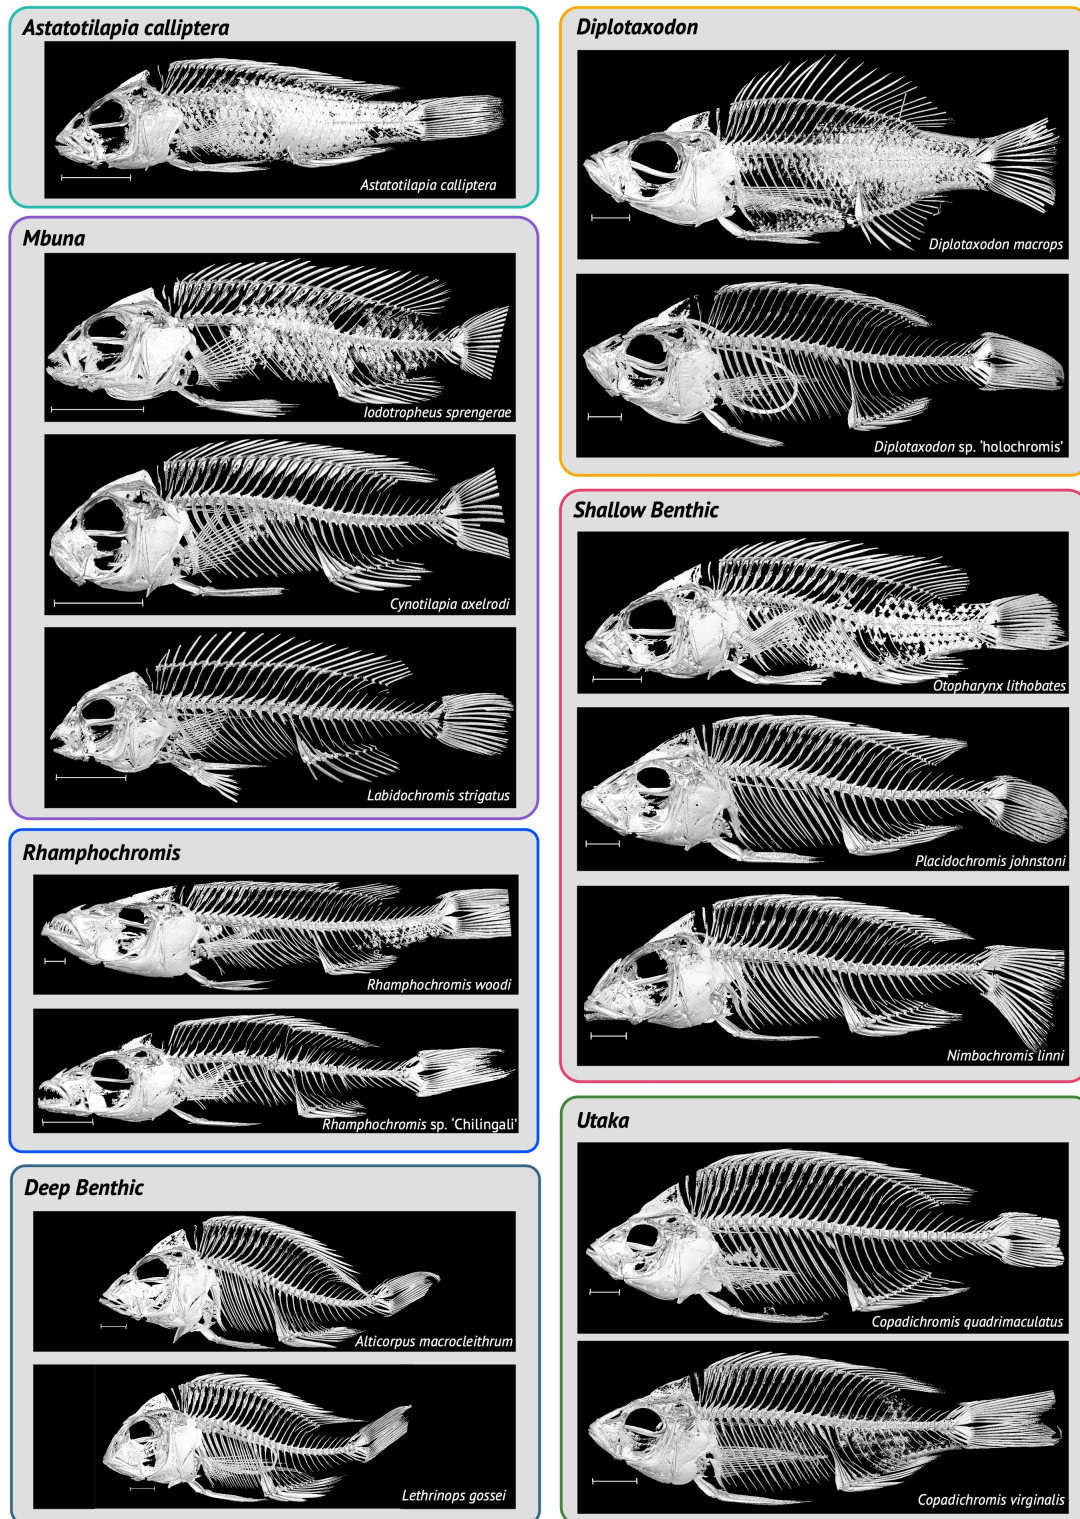 Astatotilapia calliptera
Astatotilapia calliptera
Mbuna
Iodotropheus sprengerae
Cynotilapia axelrodi
Labidochromis strigatus
Rhamphochromis
Rhamphochromis woodi
Rhamphochromis sp. ‘Chilingali’
Deep Benthic
Alticorpus macrocleithrum
Lethrinops gossei
Diplotaxodon
Diplotaxodon macrops
Diplotaxodon sp. ‘holochromis’
Shallow Benthic
Otopharynx lithobates
Placidochromis johnstoni
Nimbochromis linni
Utaka
Copadichromis quadrimaculatus
Copadichromis virginalis